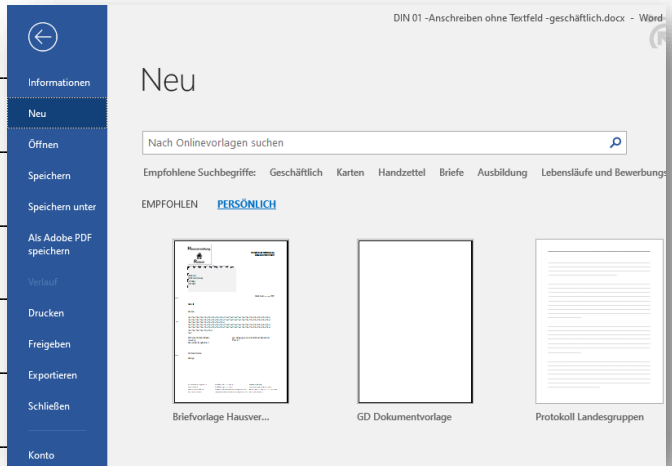 DIN 01 -Anschreiben ohne Textfeld -geschäftlich.docx - Word
Informationen
Neu
Öffnen
Speichern
Speichern unter
Als Adobe PDF
speichern
Verlauf
Drucken
Freigeben
Exportieren
Schließen
Konto
Neu
Nach Onlinevorlagen suchen
Empfohlene Suchbegriffe: Geschäftlich Karten Handzettel Briefe Ausbildung Lebensläufe und Bewerbungs
EMPFOHLEN PERSÖNLICH
Briefvorlage Hausver...
GD Dokumentvorlage
Protokoll Landesgruppen